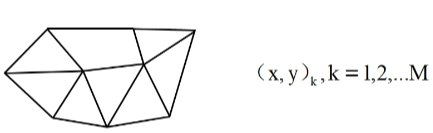 (x, y)k, k = 1,2,...M